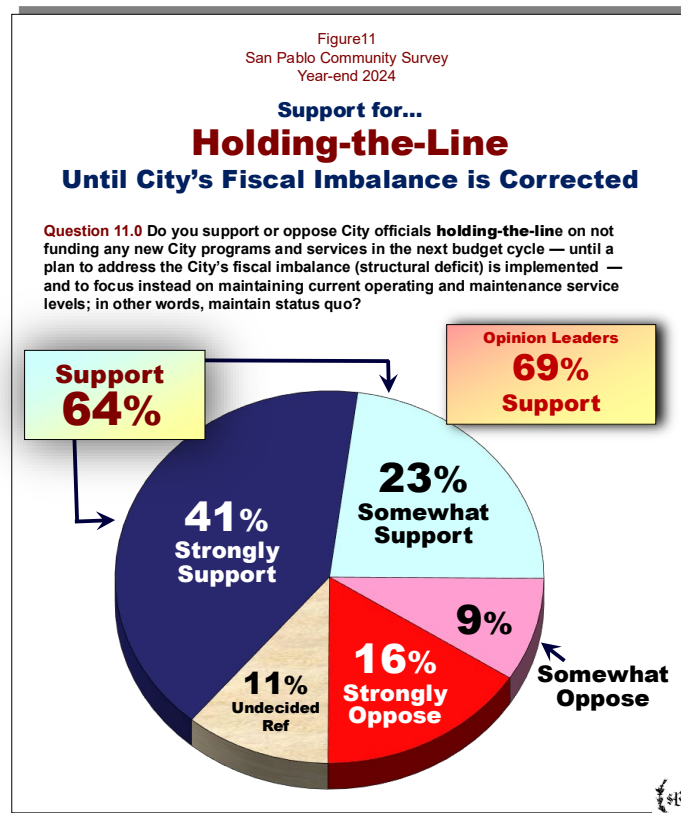 Figure11
San Pablo Community Survey
Year-end 2024
Support for...
Holding-the-Line
Until City’s Fiscal Imbalance is Corrected
Question 11.0 Do you support or oppose City officials holding-the-line on not
funding any new City programs and services in the next budget cycle — until a
plan to address the City’s fiscal imbalance (structural deficit) is implemented —
and to focus instead on maintaining current operating and maintenance service
levels; in other words, maintain status quo?
Opinion Leaders
69%
Support
Support
64%
23%
Somewhat
Support
41%
Strongly
Support
9%
Somewhat
Oppose
16%
Strongly
Oppose
11%
Undecided
Ref